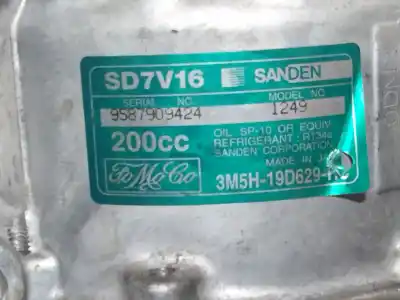 SD7V16 SANDEN
SERIAL NO. MODEL NO.
9587909424 1249
200cc
OIL SP-10 OR EQUIV
REFRIGERANT: R134a
SANDEN CORPORATION
MADE IN
FoMoCo
3M5H-19D629-